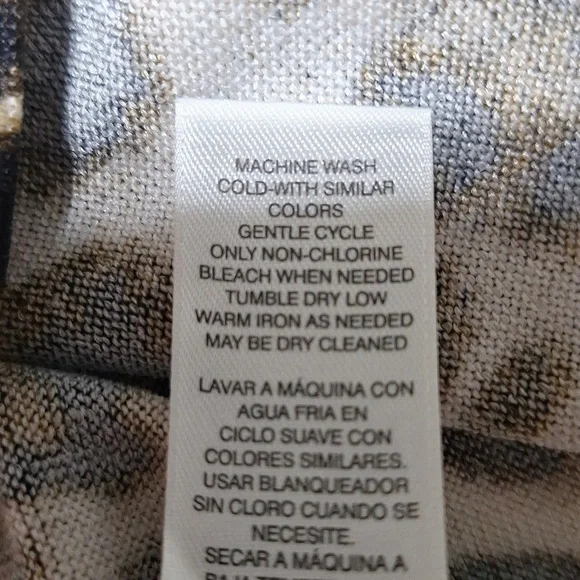 MACHINE WASH
COLD-WITH SIMILAR
COLORS
GENTLE CYCLE
ONLY NON-CHLORINE
BLEACH WHEN NEEDED
TUMBLE DRY LOW
WARM IRON AS NEEDED
MAY BE DRY CLEANED
LAVAR A MÁQUINA CON
AGUA FRIA EN
CICLO SUAVE CON
COLORES SIMILARES.
USAR BLANQUEADOR
SIN CLORO CUANDO SE
NECESITE.
SECAR A MÁQUINA A